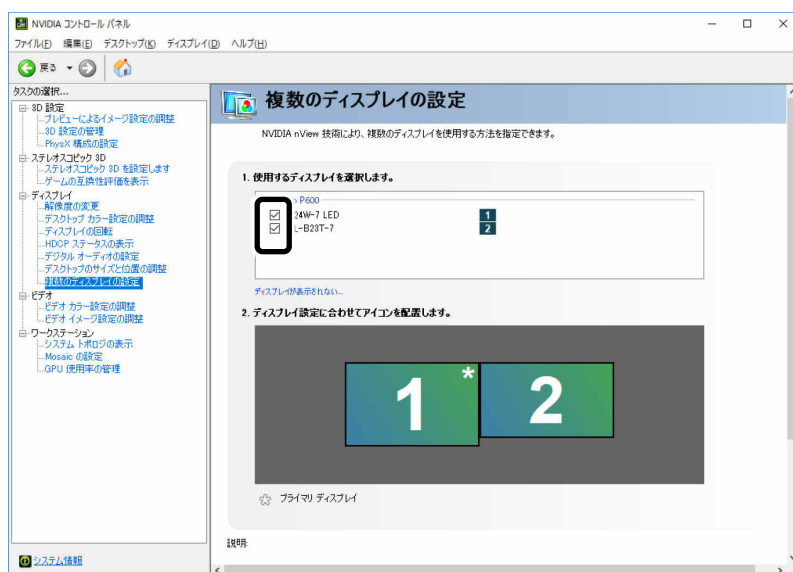 NVIDIA コントロール パネル
ファイル(F) 編集(E) デスクトップ(K) ディスプレイ(D) ヘルプ(H)
戻る
タスクの選択...
3D 設定
プレビューによるイメージ設定の調整
3D 設定の管理
PhysX 構成の設定
ステレオスコピック 3D
ステレオスコピック 3D を設定します
ゲームの互換性評価を表示
ディスプレイ
解像度の変更
デスクトップ カラー設定の調整
ディスプレイの回転
HDCP ステータスの表示
デジタル オーディオの設定
デスクトップのサイズと位置の調整
複数のディスプレイの設定
ビデオ
ビデオ カラー設定の調整
ビデオ イメージ設定の調整
ワークステーション
システム トポロジの表示
Mosaic の設定
GPU 使用率の管理
システム情報
複数のディスプレイの設定
NVIDIA nView 技術により、複数のディスプレイを使用する方法を指定できます。
1. 使用するディスプレイを選択します。
P600
24W-7 LED 1
L-B23T-7 2
ディスプレイが表示されない...
2. ディスプレイ設定に合わせてアイコンを配置します。
1 * 2
プライマリ ディスプレイ
説明: